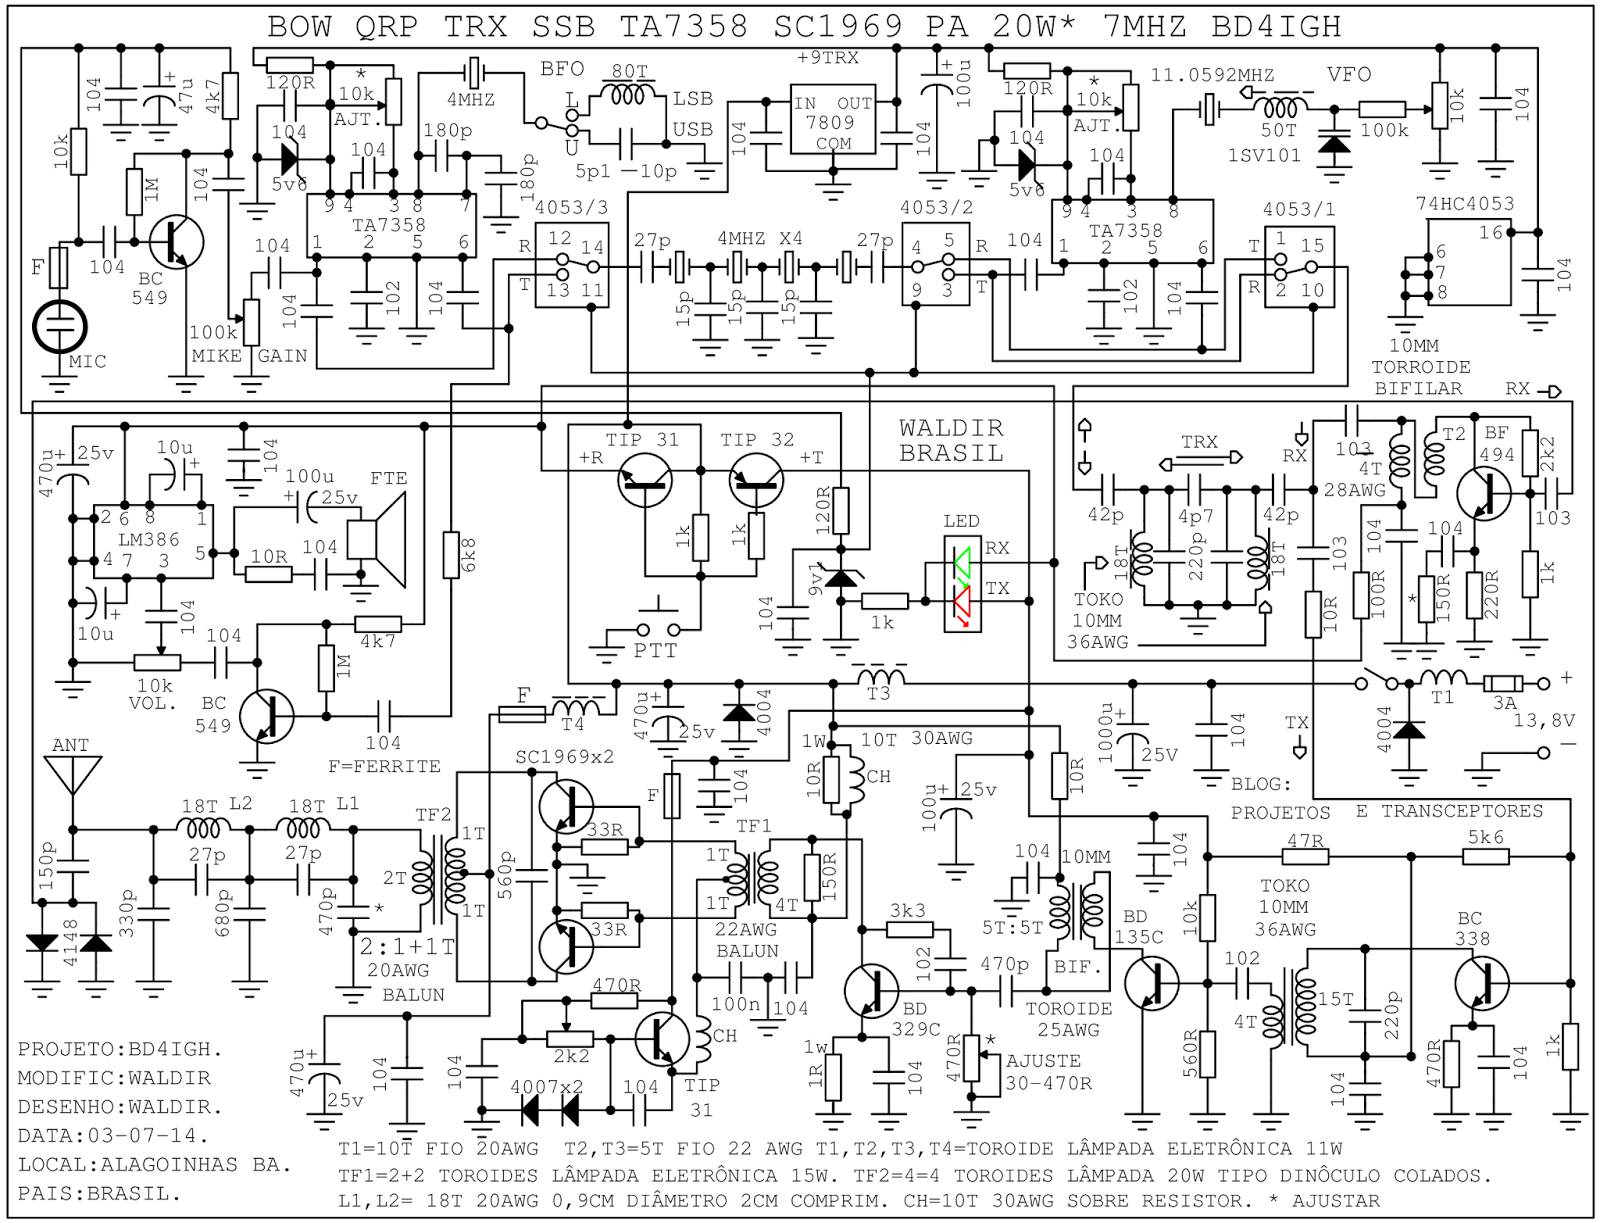 BOW QRP TRX SSB TA7358 SC1969 PA 20W* 7MHZ BD4IGH
104
47u
4k7
10k
1M
104
104
F
BC
549
MIC
100k
MIKE GAIN
120R
*
10k
AJT.
104
5v6
104
4MHZ
180p
180p
9 4 3 8 7
TA7358
1 2 5 6
104
104
102
104
BFO
80T
L
LSB
USB
U
5p1 -10p
+9TRX
IN OUT
7809
COM
104
104
100u
120R
*
10k
AJT.
104
5v6
104
9 4 3 8
TA7358
1 2 5 6
104
102
104
11.0592MHZ
VFO
50T
1SV101
100k
10k
104
4053/3
12 14
13 11
R
T
27p
4MHZ X4
27p
15p
15p
15p
4053/2
4 5
9 3
R
T
4053/1
1 15
2 10
T
R
74HC4053
16
6
7
8
104
10MM
TORROIDE
BIFILAR
RX
470u
25v
10u
104
100u
25v
FTE
2 6 8 1
LM386
4 7 3 5
10R
104
10u
104
104
10k
VOL.
BC
549
1M
4k7
104
6k8
F=FERRITE
TIP 31
TIP 32
+R
+T
1k
1k
PTT
WALDIR
BRASIL
120R
9v1
104
1k
LED
RX
TX
TRX
RX
42p
4p7
42p
18T
220p
18T
TOKO
10MM
36AWG
103
4T
28AWG
T2
BF
494
2k2
103
103
10R
104
100R
104
*
150R
220R
1k
F
T4
470u
25v
4004
T3
1000u
25V
104
TX
4004
T1
3A
+
13,8V
-
ANT
18T L2
18T L1
27p
27p
150p
4148
330p
680p
470p
*
TF2
2T
1T
1T
2:1+1T
20AWG
BALUN
SC1969x2
560p
33R
33R
F
104
1W
10R
10T 30AWG
CH
TF1
1T
1T
4T
22AWG
BALUN
150R
100n
104
CH
100u
25v
10R
104
10MM
5T:5T
BIF.
TOROIDE
25AWG
104
BLOG:
PROJETOS E TRANSCEPTORES
47R
5k6
TOKO
10MM
36AWG
BD
135C
10k
560R
102
4T
15T
220p
104
BC
338
470R
104
1k
3k3
102
470p
BD
329C
1w
1R
104
470R
*
AJUSTE
30-470R
470u
25v
104
104
470R
2k2
4007x2
104
TIP
31
PROJETO:BD4IGH.
MODIFIC:WALDIR
DESENHO:WALDIR.
DATA:03-07-14.
LOCAL:ALAGOINHAS BA.
PAIS:BRASIL.
T1=10T FIO 20AWG T2,T3=5T FIO 22 AWG T1,T2,T3,T4=TOROIDE LÂMPADA ELETRÔNICA 11W
TF1=2+2 TOROIDES LÂMPADA ELETRÔNICA 15W. TF2=4=4 TOROIDES LÂMPADA 20W TIPO DINÓCULO COLADOS.
L1,L2= 18T 20AWG 0,9CM DIÂMETRO 2CM COMPRIM. CH=10T 30AWG SOBRE RESISTOR. * AJUSTAR